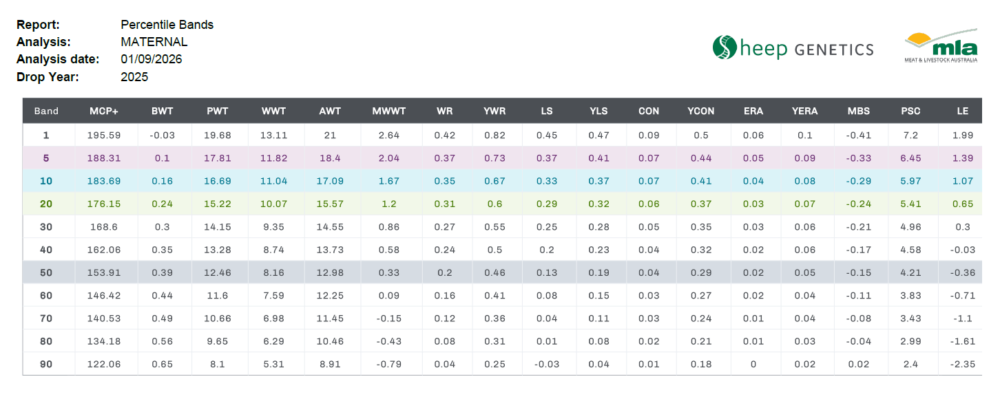 Report: Percentile Bands
Analysis: MATERNAL
Analysis date: 01/09/2026
Drop Year: 2025
Sheep GENETICS
mla
MEAT & LIVESTOCK AUSTRALIA
Band MCP+ BWT PWT WWT AWT MWWT WR YWR LS YLS CON YCON ERA YERA MBS PSC LE
1 195.59 -0.03 19.68 13.11 21 2.64 0.42 0.82 0.45 0.47 0.09 0.5 0.06 0.1 -0.41 7.2 1.99
5 188.31 0.1 17.81 11.82 18.4 2.04 0.37 0.73 0.37 0.41 0.07 0.44 0.05 0.09 -0.33 6.45 1.39
10 183.69 0.16 16.69 11.04 17.09 1.67 0.35 0.67 0.33 0.37 0.07 0.41 0.04 0.08 -0.29 5.97 1.07
20 176.15 0.24 15.22 10.07 15.57 1.2 0.31 0.6 0.29 0.32 0.06 0.37 0.03 0.07 -0.24 5.41 0.65
30 168.6 0.3 14.15 9.35 14.55 0.86 0.27 0.55 0.25 0.28 0.05 0.35 0.03 0.06 -0.21 4.96 0.3
40 162.06 0.35 13.28 8.74 13.73 0.58 0.24 0.5 0.2 0.23 0.04 0.32 0.02 0.06 -0.17 4.58 -0.03
50 153.91 0.39 12.46 8.16 12.98 0.33 0.2 0.46 0.13 0.19 0.04 0.29 0.02 0.05 -0.15 4.21 -0.36
60 146.42 0.44 11.6 7.59 12.25 0.09 0.16 0.41 0.08 0.15 0.03 0.27 0.02 0.04 -0.11 3.83 -0.71
70 140.53 0.49 10.66 6.98 11.45 -0.15 0.12 0.36 0.04 0.11 0.03 0.24 0.01 0.04 -0.08 3.43 -1.1
80 134.18 0.56 9.65 6.29 10.46 -0.43 0.08 0.31 0.01 0.08 0.02 0.21 0.01 0.03 -0.04 2.99 -1.61
90 122.06 0.65 8.1 5.31 8.91 -0.79 0.04 0.25 -0.03 0.04 0.01 0.18 0 0.02 0.02 2.4 -2.35